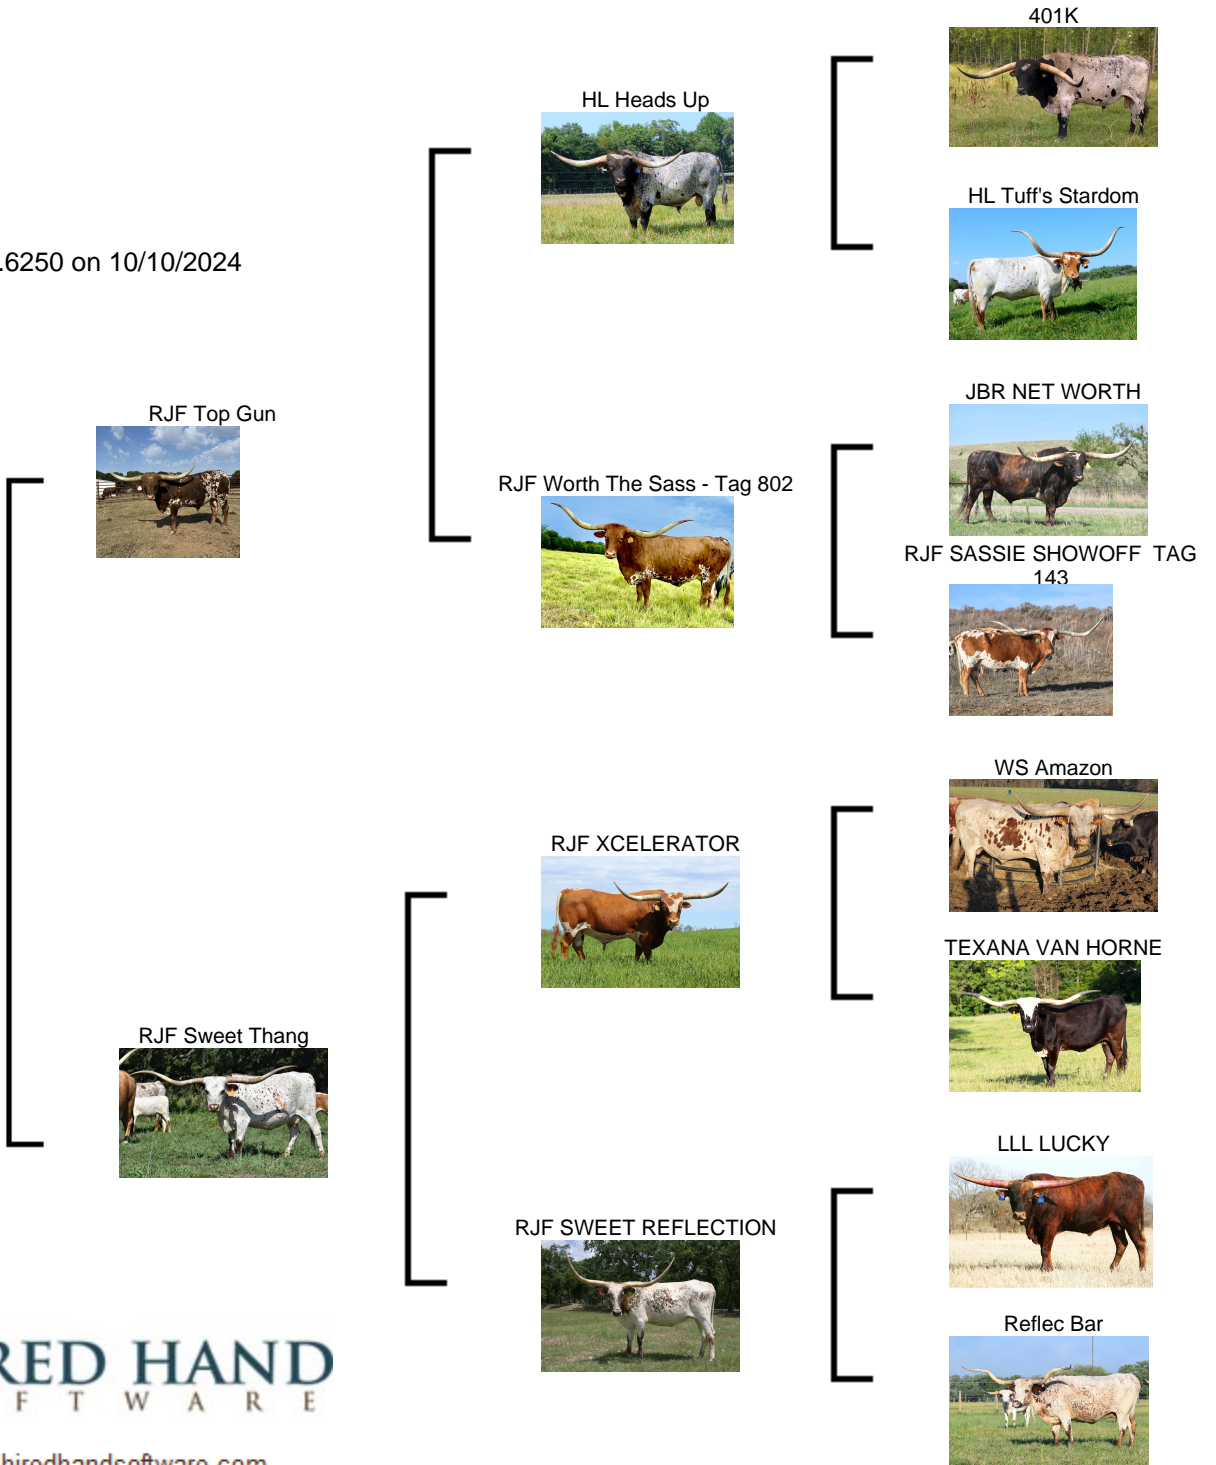 401K
HL Heads Up
HL Tuff's Stardom
.6250 on 10/10/2024
JBR NET WORTH
RJF Top Gun
RJF Worth The Sass - Tag 802
RJF SASSIE SHOWOFF TAG
143
WS Amazon
RJF XCELERATOR
TEXANA VAN HORNE
RJF Sweet Thang
LLL LUCKY
RJF SWEET REFLECTION
Reflec Bar
RED HAND
F T W A R E
hiredhandsoftware.com